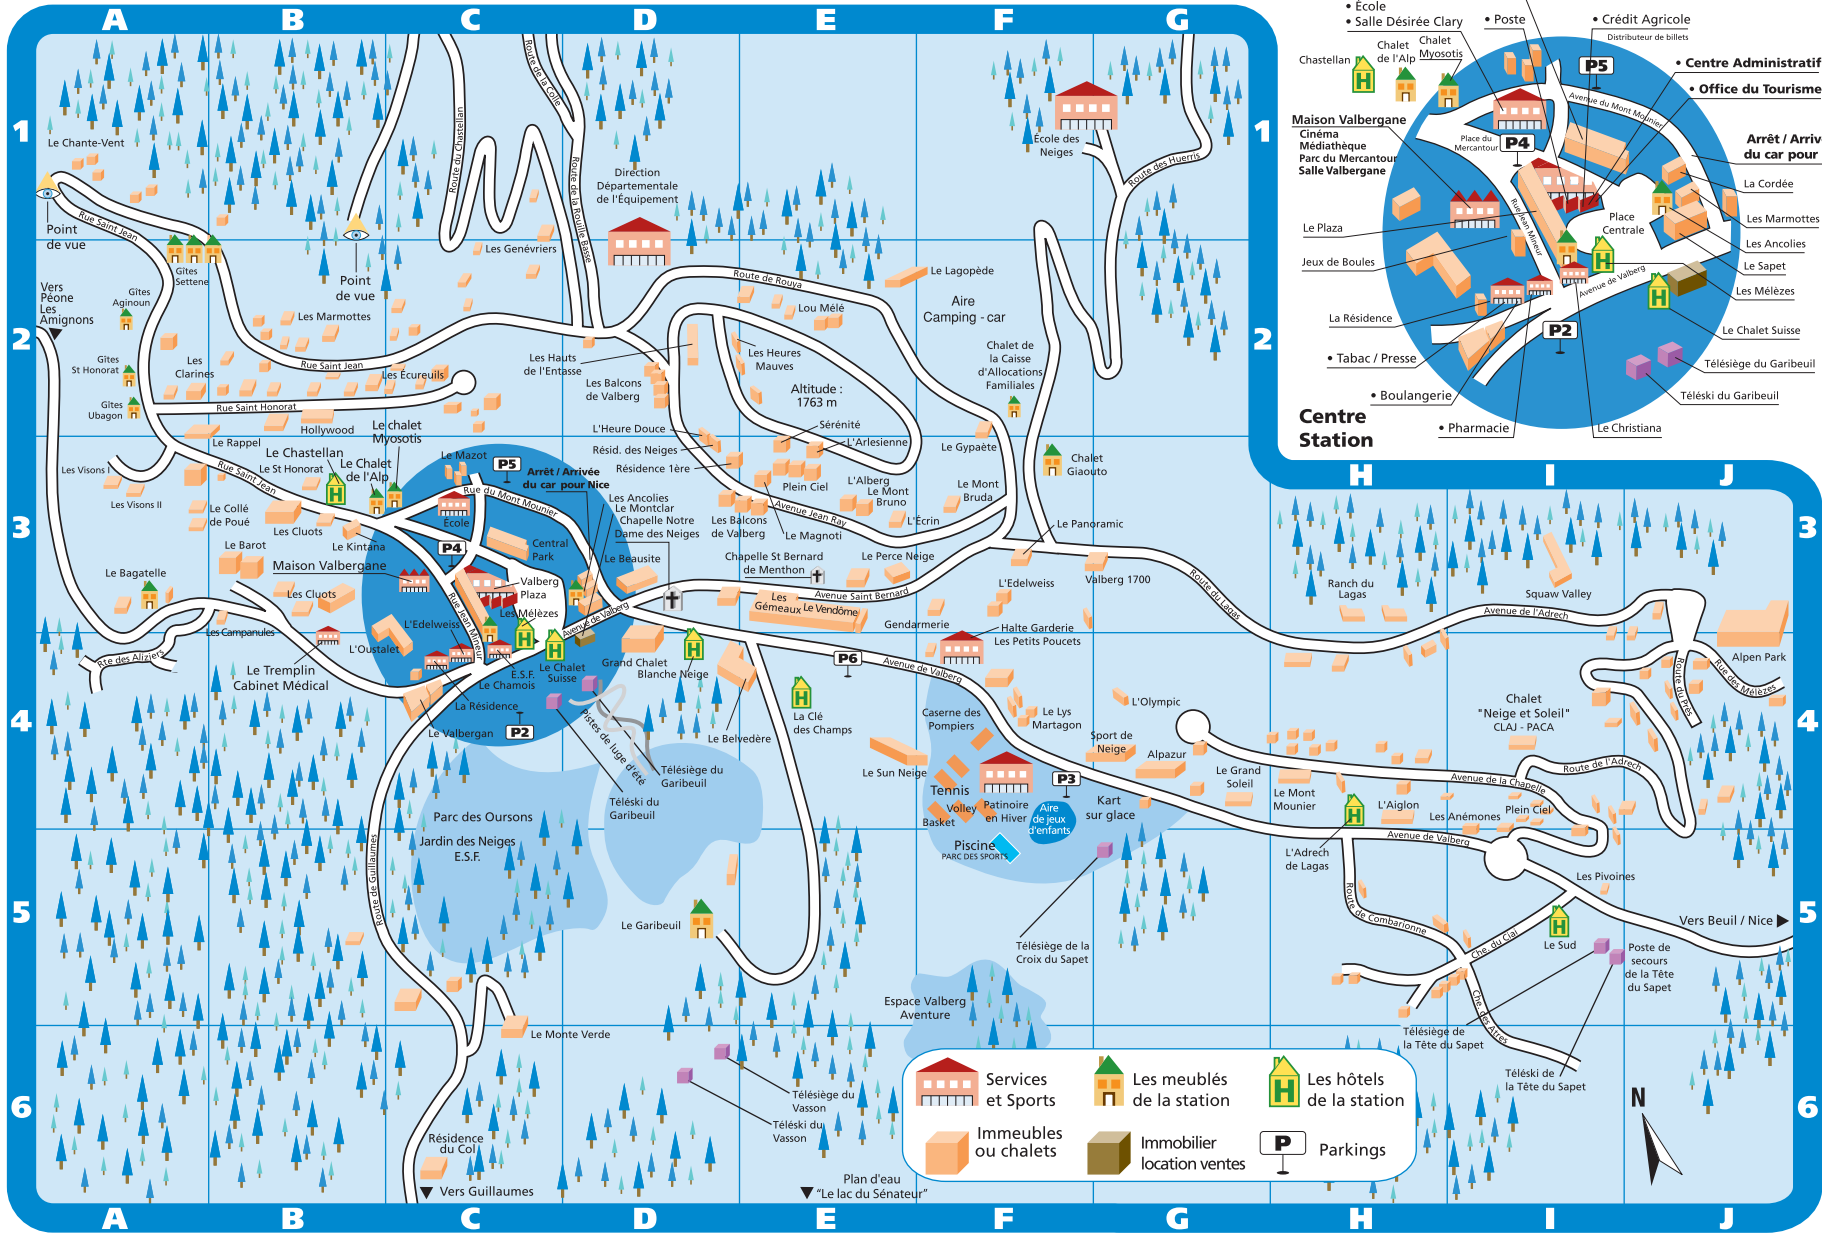 A
B
C
D
E
F
G
1
2
3
4
5
6
Le Chante-Vent
Point
de vue
Rue Saint Jean
Gîtes
Settene
Vers
Péone
Les
Amignons
Gîtes
Aginoun
Gîtes
St Honorat
Gîtes
Ubagon
Les
Clarines
Les Marmottes
Point
de vue
Rue Saint Jean
Les Écureuils
Rue Saint Honorat
Hollywood
Le Rappel
Route du Chastellan
Route de la Colle
Route de la Rouille Basse
Les Genévriers
Direction
Départementale
de l'Équipement
École des
Neiges
Route des Huerris
Route de Rouya
Le Lagopède
Lou Mélé
Aire
Camping - car
Les Hauts
de l'Entasse
Les Balcons
de Valberg
Les Heures
Mauves
Altitude :
1763 m
Chalet de
la Caisse
d'Allocations
Familiales
L'Heure Douce
Résid. des Neiges
Résidence 1ère
Sérénité
L'Arlesienne
Le Gypaète
Chalet
Giaouto
Plein Ciel
L'Alberg
Le Mont
Bruno
Le Mont
Bruda
L'Écrin
Avenue Jean Ray
Les Balcons
de Valberg
Le Magnoti
Le Panoramic
Les Visons I
Les Visons II
Rue Saint Jean
Le Collé
de Poué
Le Chastellan
Le St Honorat
Le Chalet
de l'Alp
Le chalet
Myosotis
Le Mazot
P5
Arrêt / Arrivée
du car pour Nice
Rue du Mont Mounier
École
Les Ancolies
Le Montclar
Chapelle Notre
Dame des Neiges
Les Cluots
Le Kintana
P4
Central
Park
Le Beausite
Chapelle St Bernard
de Menthon
Le Perce Neige
L'Edelweiss
Valberg 1700
Route du Lagas
Le Barot
Maison Valbergane
Valberg
Plaza
Le Bagatelle
Les Cluots
Les Mélèzes
Rue Jean Mineur
Avenue de Valberg
Avenue Saint Bernard
Les
Gémeaux
Le Vendôme
Gendarmerie
Halte Garderie
Les Petits Poucets
Les Campanules
Rte des Aliziers
L'Edelweiss
L'Oustalet
Le Tremplin
Cabinet Médical
E.S.F.
Le Chamois
Le Chalet
Suisse
Grand Chalet
Blanche Neige
P6
Avenue de Valberg
La Résidence
Le Valbergan
P2
Pistes de luge d'été
Le Belvedère
La Clé
des Champs
Caserne des
Pompiers
Le Lys
Martagon
L'Olympic
Le Sun Neige
Sport de
Neige
Alpazur
Le Grand
Soleil
Télésiège du
Garibeuil
Téléski du
Garibeuil
Tennis
Volley
Basket
Patinoire
en Hiver
P3
Aire
de jeux
d'enfants
Kart
sur glace
Piscine
PARC DES SPORTS
Parc des Oursons
Jardin des Neiges
E.S.F.
Route de Guillaumes
Le Garibeuil
Télésiège de la
Croix du Sapet
Espace Valberg
Aventure
Le Monte Verde
Télésiège du
Vasson
Téléski du
Vasson
Résidence
du Col
Vers Guillaumes
Plan d'eau
"Le lac du Sénateur"
Services
et Sports
Les meublés
de la station
Les hôtels
de la station
Immeubles
ou chalets
Immobilier
location ventes
P
Parkings
N
• École
• Salle Désirée Clary
• Poste
• Crédit Agricole
Distributeur de billets
Chastellan
Chalet
de l'Alp
Chalet
Myosotis
P5
• Centre Administratif
• Office du Tourisme
Avenue du Mont Mounier
Maison Valbergane
Cinéma
Médiathèque
Parc du Mercantour
Salle Valbergane
Place du
Mercantour
P4
Arrêt / Arrivé
du car pour
La Cordée
Les Marmottes
Les Ancolies
Le Sapet
Les Mélèzes
Le Chalet Suisse
Place
Centrale
Le Plaza
Rue Jean Mineur
Jeux de Boules
Avenue de Valberg
La Résidence
P2
• Tabac / Presse
• Boulangerie
• Pharmacie
Le Christiana
Télésiège du Garibeuil
Téléski du Garibeuil
Centre
Station
H
I
J
1
2
3
4
5
6
Ranch du
Lagas
Squaw Valley
Avenue de l'Adrech
Alpen Park
Rue des Mélèzes
Route du Près
Chalet
"Neige et Soleil"
CLAJ - PACA
Route de l'Adrech
Avenue de la Chapelle
Le Mont
Mounier
L'Aiglon
Plein Ciel
Les Anémones
Avenue de Valberg
L'Adrech
de Lagas
Les Pivoines
Route de Combarionne
Che. du Cial
Le Sud
Vers Beuil / Nice
Poste de
secours
de la Tête
du Sapet
Che. des Atres
Télésiège de
la Tête du Sapet
Téléski de
la Tête du Sapet
A
B
C
D
E
F
G
H
I
J